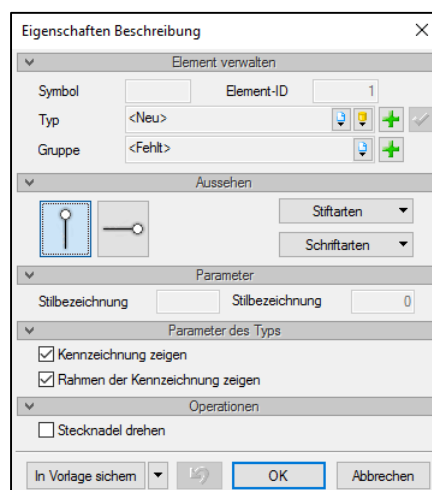 Eigenschaften Beschreibung
Element verwalten
Symbol Element-ID 1
Typ <Neu>
Gruppe <Fehlt>
Aussehen
Stiftarten
Schriftarten
Parameter
Stilbezeichnung Stilbezeichnung 0
Parameter des Typs
Kennzeichnung zeigen
Rahmen der Kennzeichnung zeigen
Operationen
Stecknadel drehen
In Vorlage sichern OK Abbrechen